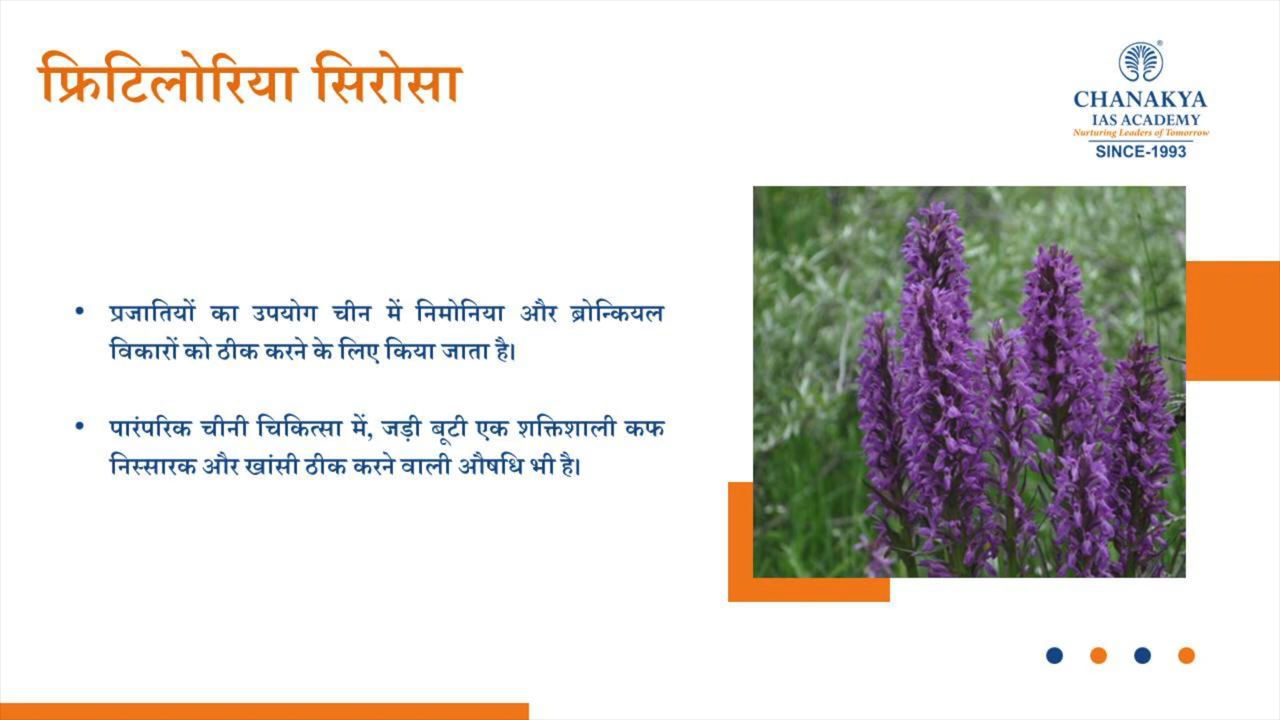 फ्रिटिलोरिया सिरोसा
CHANAKYA
IAS ACADEMY
Nurturing Leaders of Tomorrow
SINCE-1993
• प्रजातियों का उपयोग चीन में निमोनिया और ब्रोन्कियल
विकारों को ठीक करने के लिए किया जाता है।
• पारंपरिक चीनी चिकित्सा में, जड़ी बूटी एक शक्तिशाली कफ
निस्सारक और खांसी ठीक करने वाली औषधि भी है।